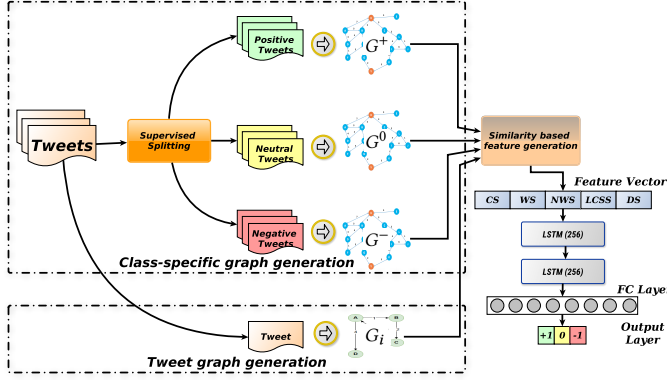 Tweets
Supervised
Splitting
Positive
Tweets
G+
Neutral
Tweets
G0
Negative
Tweets
G−
Class-specific graph generation
Tweet
A
B
C
D
Gi
Tweet graph generation
Similarity based
feature generation
Feature Vector
CS WS NWS LCSS DS
LSTM (256)
LSTM (256)
FC Layer
Output
Layer
+1 0 -1